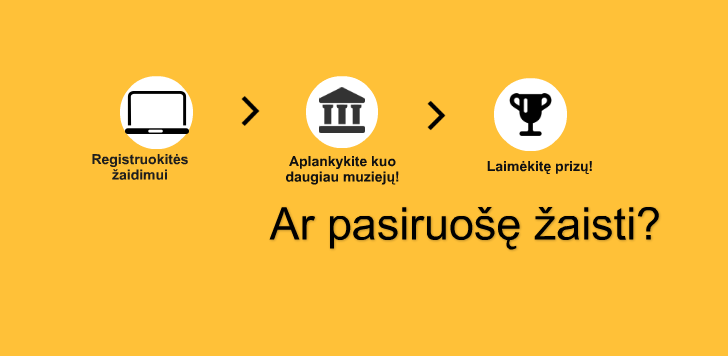 Registruokitės
žaidimui
Aplankykite kuo
daugiau muziejų!
Laimėkitę prizų!
Ar pasiruošę žaisti?